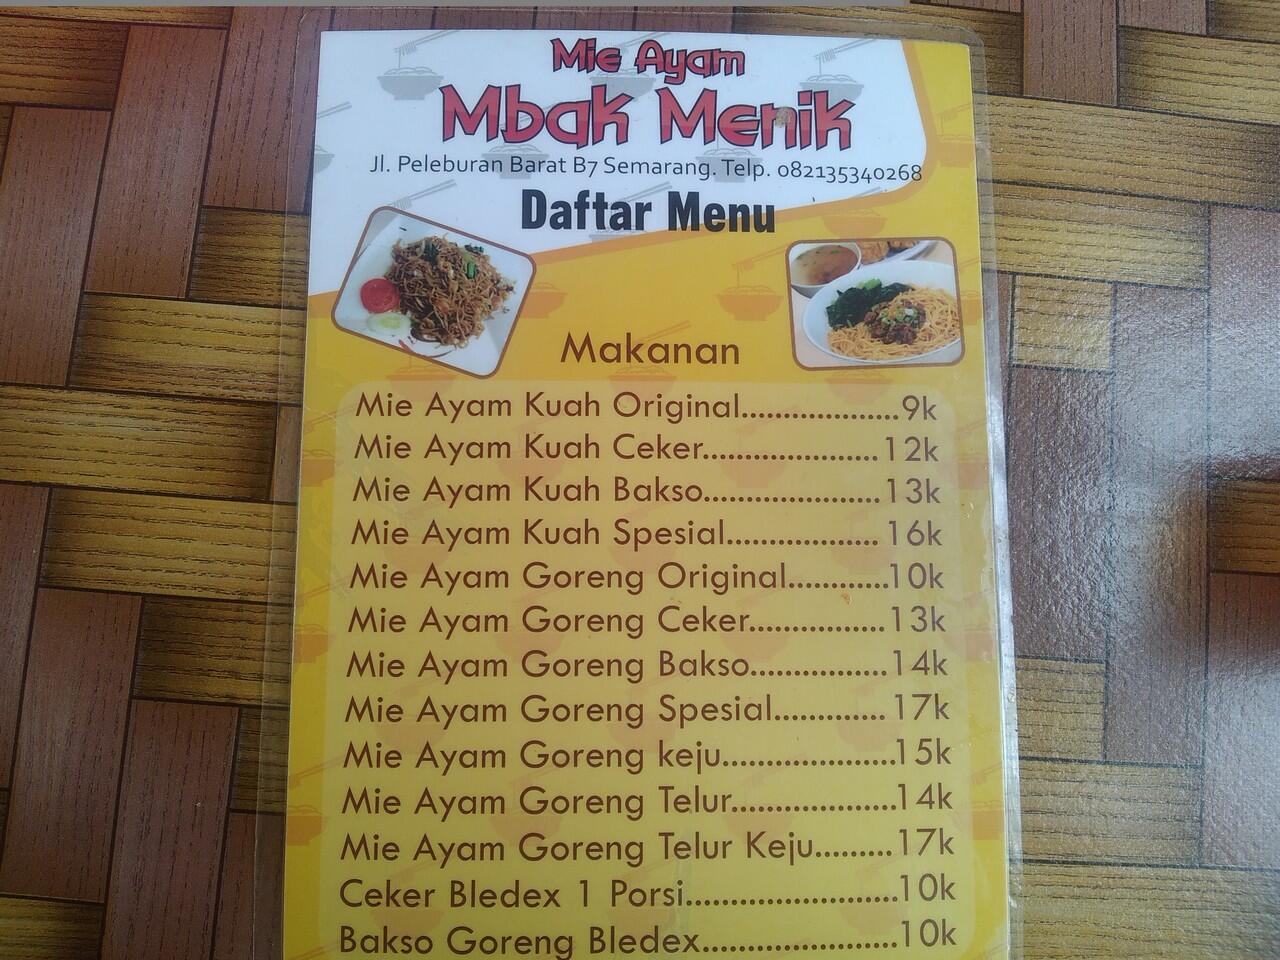 Mie Ayam
Mbak Menik
Jl. Peleburan Barat B7 Semarang. Telp. 082135340268
Daftar Menu
Makanan
Mie Ayam Kuah Original...................9k
Mie Ayam Kuah Ceker.....................12k
Mie Ayam Kuah Bakso.....................13k
Mie Ayam Kuah Spesial.................. 16k
Mie Ayam Goreng Original............10k
Mie Ayam Goreng Ceker................13k
Mie Ayam Goreng Bakso................14k
Mie Ayam Goreng Spesial............. 17k
Mie Ayam Goreng keju.....................15k
Mie Ayam Goreng Telur....................14k
Mie Ayam Goreng Telur Keju.........17k
Ceker Bledex 1 Porsi.........................10k
Bakso Goreng Bledex.......................10k